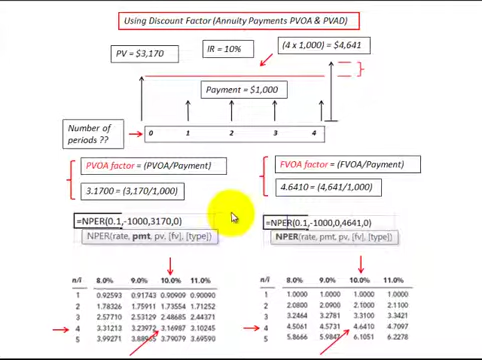 Using Discount Factor (Annuity Payments PVOA & PVAD)
PV = $3,170
IR = 10%
(4 x 1,000) = $4,641
Payment = $1,000
Number of
periods ??
0 1 2 3 4
PVOA factor = (PVOA/Payment)
3.1700 = (3,170/1,000)
FVOA factor = (FVOA/Payment)
4.6410 = (4,641/1,000)
=NPER(0.1,-1000,3170,0)
NPER(rate, pmt, pv, [fv], [type])
=NPER(0.1,-1000,0,4641,0)
NPER(rate, pmt, pv, [fv], [type])
n/i 8.0% 9.0% 10.0% 11.0%
1 0.92593 0.91743 0.90909 0.90090
2 1.78326 1.75911 1.73554 1.71252
3 2.57710 2.53129 2.48685 2.44371
4 3.31213 3.23972 3.16987 3.10245
5 3.99271 3.88965 3.79079 3.69590
n/i 8.0% 9.0% 10.0% 11.0%
1 1.0000 1.0000 1.0000 1.0000
2 2.0800 2.0900 2.1000 2.1100
3 3.2464 3.2781 3.3100 3.3421
4 4.5061 4.5731 4.6410 4.7097
5 5.8666 5.9847 6.1051 6.2278